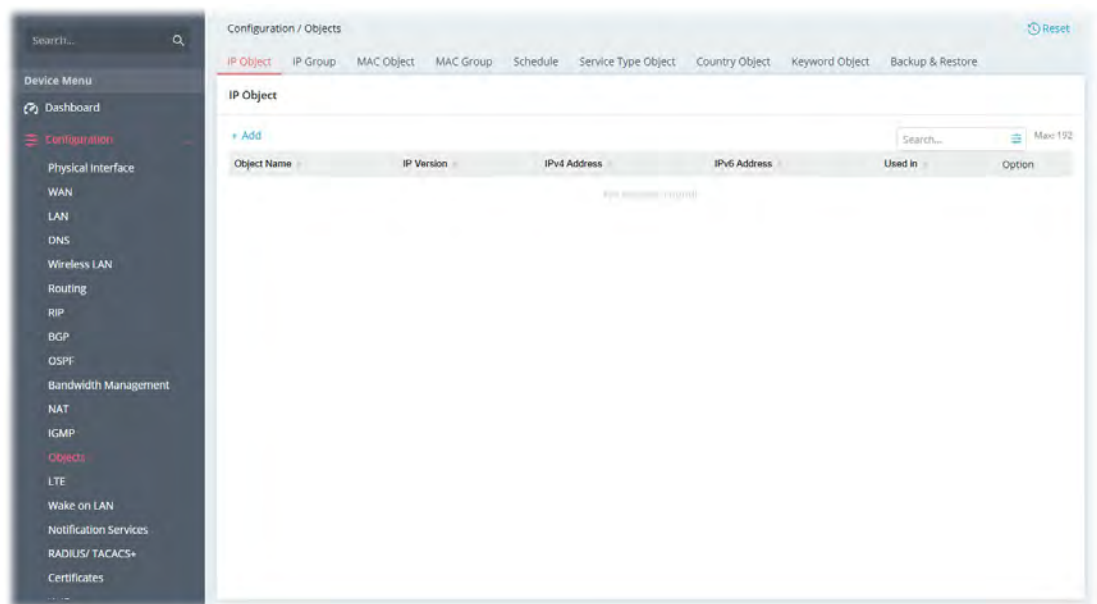 Search...
Device Menu
Dashboard
Configuration
Physical Interface
WAN
LAN
DNS
Wireless LAN
Routing
RIP
BGP
OSPF
Bandwidth Management
NAT
IGMP
Objects
LTE
Wake on LAN
Notification Services
RADIUS/ TACACS+
Certificates
Configuration / Objects
Reset
IP Object IP Group MAC Object MAC Group Schedule Service Type Object Country Object Keyword Object Backup & Restore
IP Object
+ Add
Search...
Max: 192
Object Name IP Version IPv4 Address IPv6 Address Used in Option